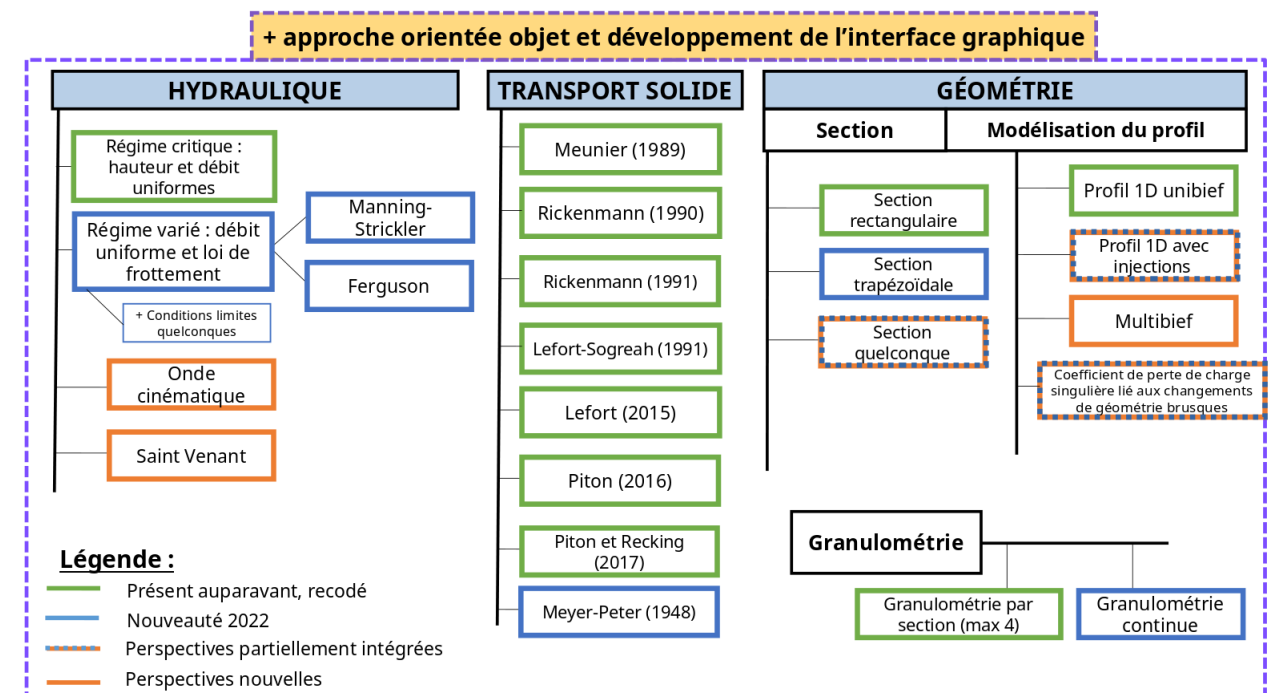 + approche orientée objet et développement de l’interface graphique
HYDRAULIQUE
Régime critique :
hauteur et débit
uniformes
Régime varié : débit
uniforme et loi de
frottement
Manning-
Strickler
Ferguson
+ Conditions limites
quelconques
Onde
cinématique
Saint Venant
TRANSPORT SOLIDE
Meunier (1989)
Rickenmann (1990)
Rickenmann (1991)
Lefort-Sogreah (1991)
Lefort (2015)
Piton (2016)
Piton et Recking
(2017)
Meyer-Peter (1948)
GÉOMÉTRIE
Section
Section
rectangulaire
Section
trapézoïdale
Section
quelconque
Modélisation du profil
Profil 1D unibief
Profil 1D avec
injections
Multibief
Coefficient de perte de charge
singulière lié aux changements
de géométrie brusques
Granulométrie
Granulométrie par
section (max 4)
Granulométrie
continue
Légende :
Présent auparavant, recodé
Nouveauté 2022
Perspectives partiellement intégrées
Perspectives nouvelles